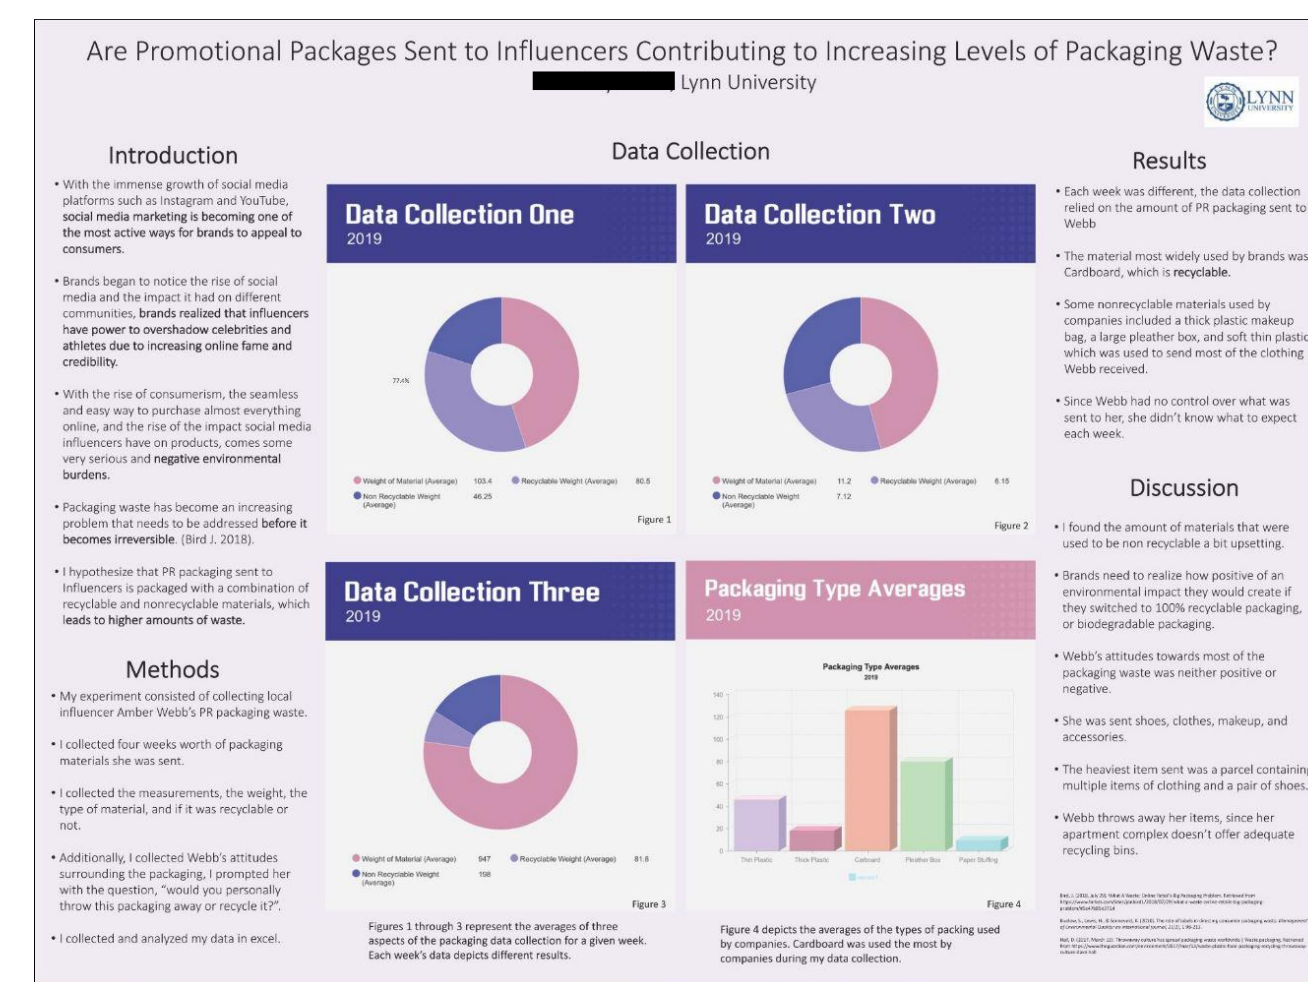 Are Promotional Packages Sent to Influencers Contributing to Increasing Levels of Packaging Waste?
Lynn University
LYNN
UNIVERSITY
Introduction
• With the immense growth of social media
platforms such as Instagram and YouTube,
social media marketing is becoming one of
the most active ways for brands to appeal to
consumers.
• Brands began to notice the rise of social
media and the impact it had on different
communities, brands realized that influencers
have power to overshadow celebrities and
athletes due to increasing online fame and
credibility.
• With the rise of consumerism, the seamless
and easy way to purchase almost everything
online, and the rise of the impact social media
influencers have on products, comes some
very serious and negative environmental
burdens.
• Packaging waste has become an increasing
problem that needs to be addressed before it
becomes irreversible. (Bird J. 2018).
• I hypothesize that PR packaging sent to
Influencers is packaged with a combination of
recyclable and nonrecyclable materials, which
leads to higher amounts of waste.
Methods
• My experiment consisted of collecting local
influencer Amber Webb's PR packaging waste.
• I collected four weeks worth of packaging
materials she was sent.
• I collected the measurements, the weight, the
type of material, and if it was recyclable or
not.
• Additionally, I collected Webb's attitudes
surrounding the packaging, I prompted her
with the question, "would you personally
throw this packaging away or recycle it?".
• I collected and analyzed my data in excel.
Data Collection
Data Collection One
2019
77.4%
Weight of Material (Average) 103.4 Recyclable Weight (Average) 80.5
Non Recyclable Weight 46.25
(Average)
Figure 1
Data Collection Two
2019
Weight of Material (Average) 11.2 Recyclable Weight (Average) 6.15
Non Recyclable Weight 7.12
(Average)
Figure 2
Data Collection Three
2019
Weight of Material (Average) 947 Recyclable Weight (Average) 81.6
Non Recyclable Weight 198
(Average)
Figure 3
Figures 1 through 3 represent the averages of three
aspects of the packaging data collection for a given week.
Each week's data depicts different results.
Packaging Type Averages
2019
Packaging Type Averages
2019
140
120
100
80
60
40
20
0
Thin Plastic Thick Plastic Carboard Pleather Box Paper Stuffing
Figure 4
Figure 4 depicts the averages of the types of packing used
by companies. Cardboard was used the most by
companies during my data collection.
Results
• Each week was different, the data collection
relied on the amount of PR packaging sent to
Webb
• The material most widely used by brands was
Cardboard, which is recyclable.
• Some nonrecyclable materials used by
companies included a thick plastic makeup
bag, a large pleather box, and soft thin plastic
which was used to send most of the clothing
Webb received.
• Since Webb had no control over what was
sent to her, she didn't know what to expect
each week.
Discussion
• I found the amount of materials that were
used to be non recyclable a bit upsetting.
• Brands need to realize how positive of an
environmental impact they would create if
they switched to 100% recyclable packaging,
or biodegradable packaging.
• Webb's attitudes towards most of the
packaging waste was neither positive or
negative.
• She was sent shoes, clothes, makeup, and
accessories.
• The heaviest item sent was a parcel containing
multiple items of clothing and a pair of shoes.
• Webb throws away her items, since her
apartment complex doesn't offer adequate
recycling bins.